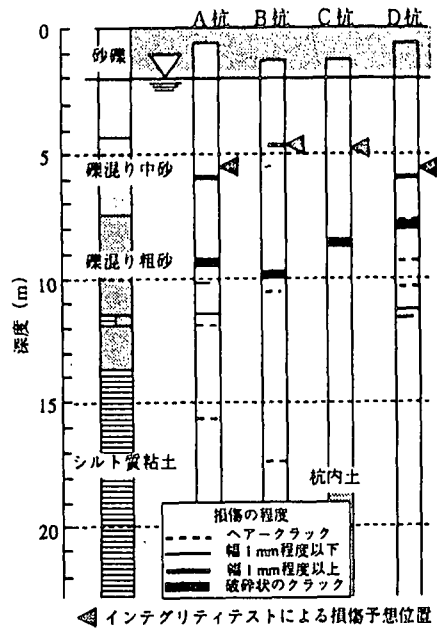 A杭 B杭 C杭 D杭
0
砂礫
5
礫混り中砂
礫混り粗砂
10
深度 (m)
15
シルト質粘土
杭内土
20
損傷の程度
ヘアークラック
幅1mm程度以下
幅1mm程度以上
破砕状のクラック
インテグリティテストによる損傷予想位置